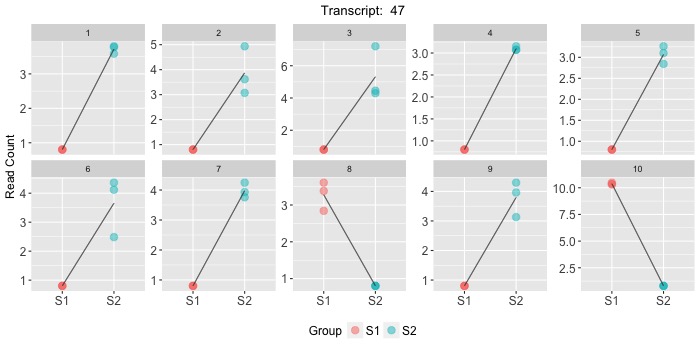 Transcript: 47
1 2 3 4 5
3 2 1
5 4 3 2 1
6 4 2
3.0 2.5 2.0 1.5 1.0
3.0 2.5 2.0 1.5 1.0
Read Count
6 7 8 9 10
4 3 2 1
4 3 2 1
3 2 1
4 3 2 1
10.0 7.5 5.0 2.5
S1 S2 S1 S2 S1 S2 S1 S2 S1 S2
Group S1 S2